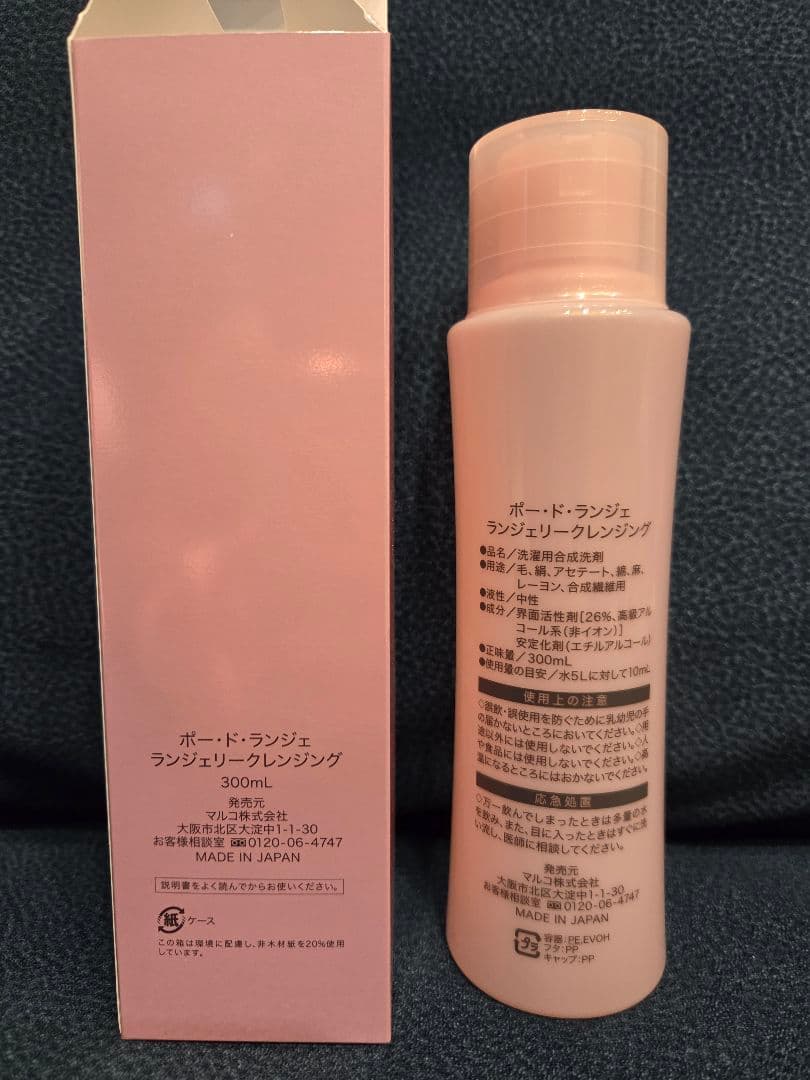 ポー・ド・ランジェ
ランジェリークレンジング
300mL
発売元
マルコ株式会社
大阪市北区大淀中1-1-30
お客様相談室 0120-06-4747
MADE IN JAPAN
説明書をよく読んでからお使いください。
紙 ケース
この箱は環境に配慮し、非木材紙を20%使用
しています。
ポー・ド・ランジェ
ランジェリークレンジング
●品名/洗濯用合成洗剤
●用途/毛、絹、アセテート、綿、麻、
レーヨン、合成繊維用
●液性/中性
●成分/界面活性剤[26%、高級アル
コール系(非イオン)]
安定化剤(エチルアルコール)
●正味量/300mL
●使用量の目安/水5Lに対して10mL
使用上の注意
◇誤飲・誤使用を防ぐために乳幼児の手
の届かないところにおいてください。◇用
途以外には使用しないでください。◇人
や食品には使用しないでください。◇高
温になるところにはおかないでください。
応急処置
◇万一飲んでしまったときは多量の水
を飲み、また、目に入ったときはすぐに洗
い流し、医師に相談してください。
発売元
マルコ株式会社
大阪市北区大淀中1-1-30
お客様相談室 0120-06-4747
MADE IN JAPAN
プラ 容器:PE,EVOH
フタ:PP
キャップ:PP